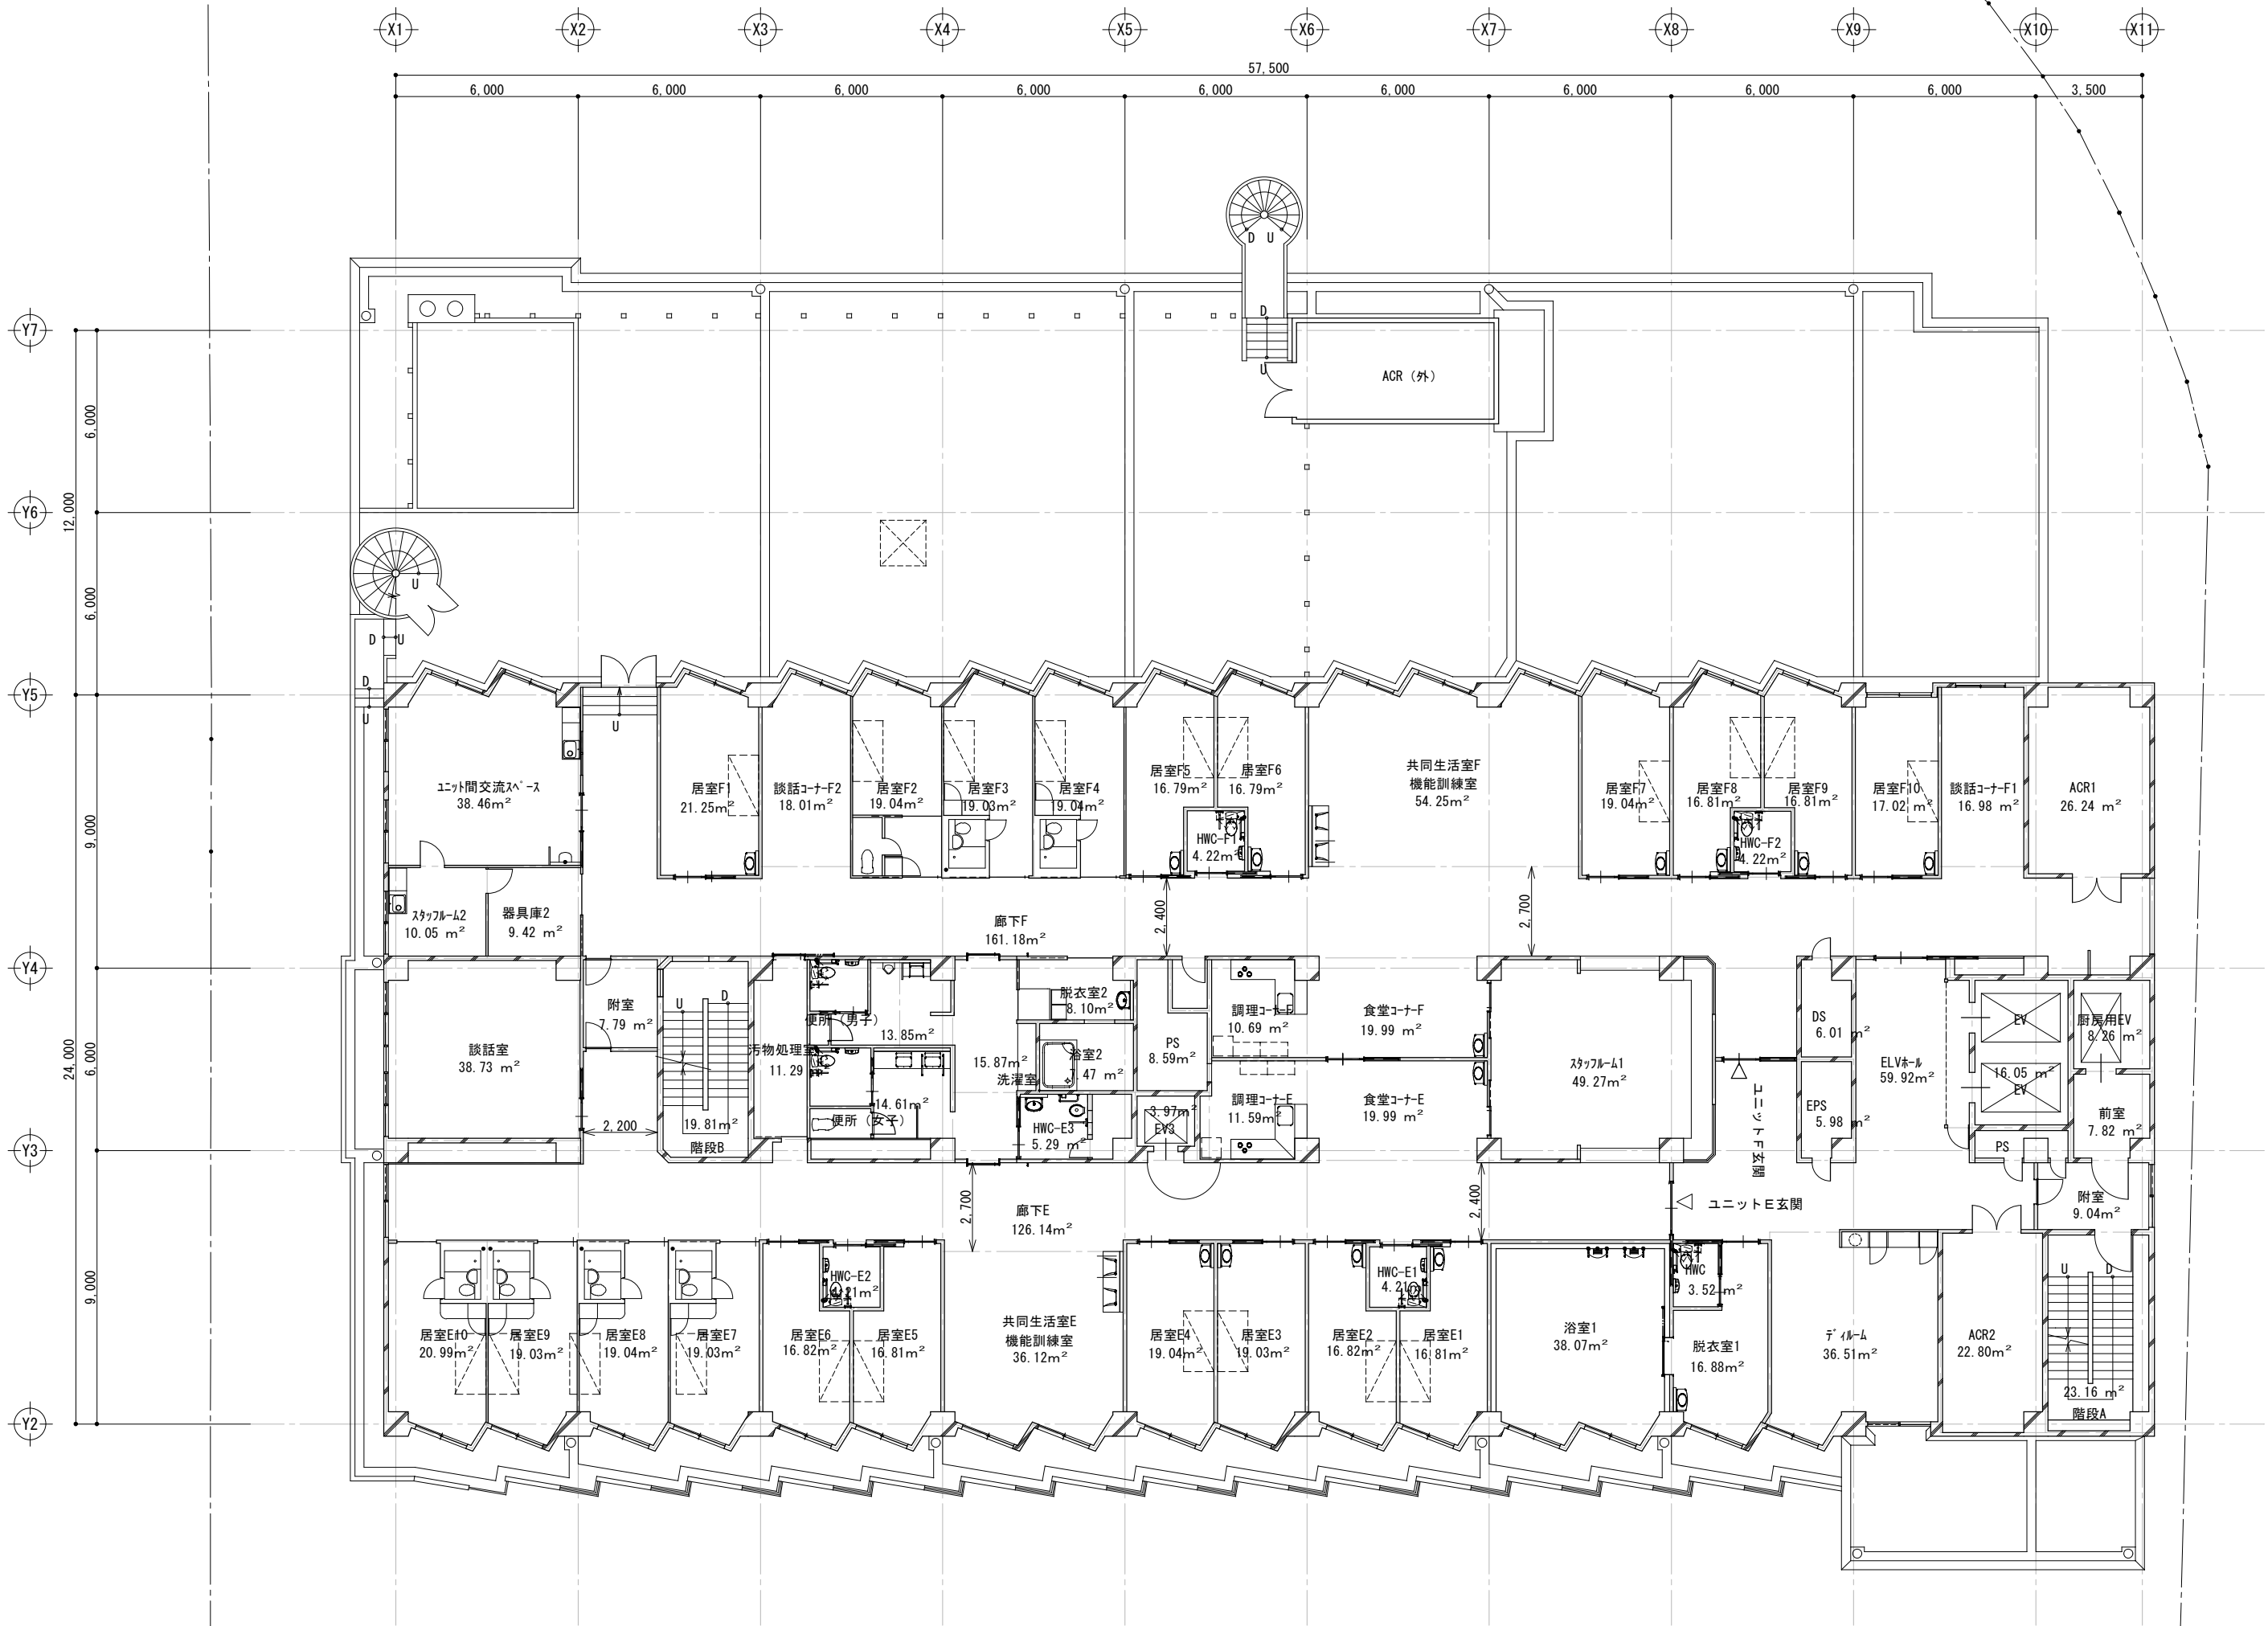 X1 X2 X3 X4 X5 X6 X7 X8 X9 X10 X11
57,500
6,000 6,000 6,000 6,000 6,000 6,000 6,000 6,000 6,000 3,500
D U
D
U
ACR（外）
Y7
6,000
12,000
Y6
6,000
U
D U
D
U
Y5
U
ユニット間交流スペース
38.46m²
居室F1
21.25m²
談話コーナーF2
18.01m²
居室F2
19.04m²
居室F3
19.03m²
居室F4
19.04m²
居室F5
16.79m²
居室F6
16.79m²
HWC-F1
4.22m²
共同生活室F
機能訓練室
54.25m²
居室F7
19.04m²
居室F8
16.81m²
居室F9
16.81m²
HWC-F2
4.22m²
居室F10
17.02 m²
談話コーナーF1
16.98 m²
ACR1
26.24 m²
9,000
スタッフルーム2
10.05 m²
器具庫2
9.42 m²
廊下F
161.18m²
2,400
2,700
Y4
24,000
6,000
談話室
38.73 m²
附室
7.79 m²
2,200
U D
19.81m²
階段B
汚物処理室
11.29
便所（男子）
13.85m²
14.61m²
便所（女子）
15.87m²
洗濯室
脱衣室2
8.10m²
浴室2
7.47 m²
HWC-E3
5.29 m²
PS
8.59m²
3.97m²
EV3
調理コーナーF
10.69 m²
食堂コーナーF
19.99 m²
調理コーナーE
11.59m²
食堂コーナーE
19.99 m²
スタッフルーム1
49.27m²
ユニットF玄関
DS
6.01 m²
EPS
5.98 m²
ELVホール
59.92m²
EV
16.05 m²
EV
厨房用EV
8.26 m²
前室
7.82 m²
PS
Y3
2,700
廊下E
126.14m²
2,400
ユニットE玄関
附室
9.04m²
9,000
居室E10
20.99m²
居室E9
19.03m²
居室E8
19.04m²
居室E7
19.03m²
居室E6
16.82m²
HWC-E2
4.21m²
居室E5
16.81m²
共同生活室E
機能訓練室
36.12m²
居室E4
19.04m²
居室E3
19.03m²
居室E2
16.82m²
HWC-E1
4.21m²
居室E1
16.81m²
浴室1
38.07m²
HWC
3.52 m²
脱衣室1
16.88m²
ディルーム
36.51m²
ACR2
22.80m²
U D
23.16 m²
階段A
Y2